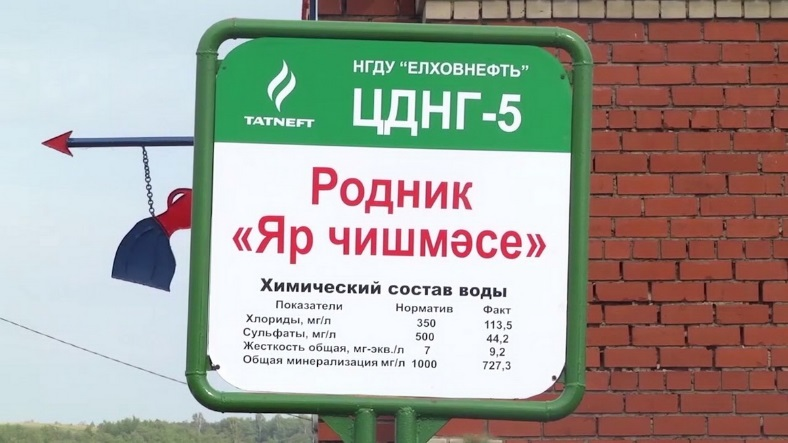 НГДУ "ЕЛХОВНЕФТЬ"
TATNEFT
ЦДНГ-5
Родник
«Яр чишмәсе»
Химический состав воды
Показатели Норматив Факт
Хлориды, мг/л 350 113,5
Сульфаты, мг/л 500 44,2
Жесткость общая, мг-экв./л 7 9,2
Общая минерализация мг/л 1000 727,3